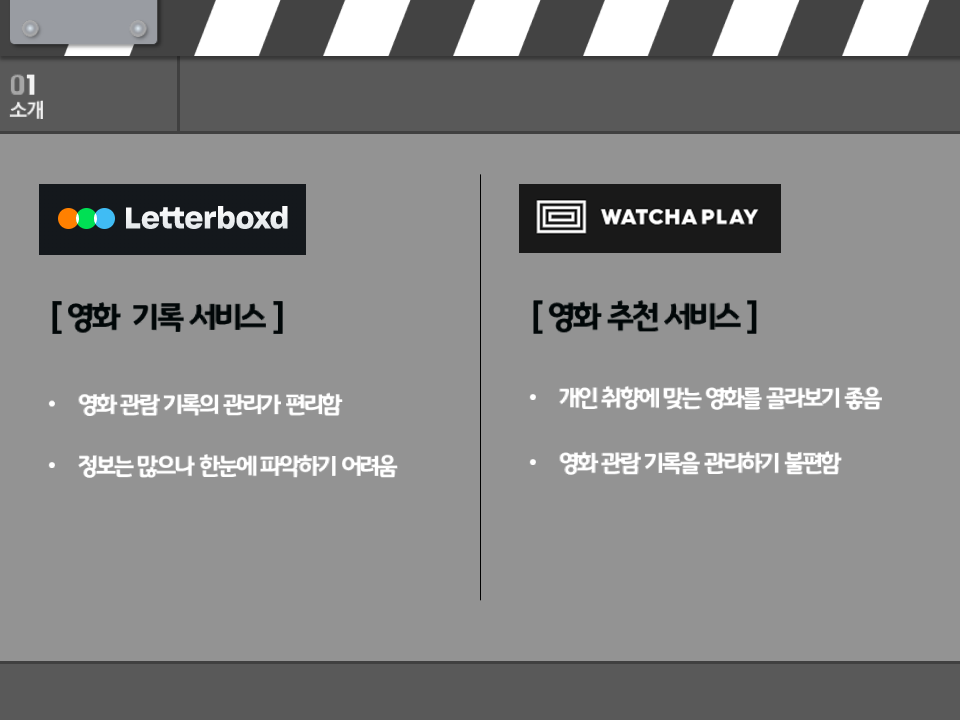 01
소개
Letterboxd
[ 영화 기록 서비스 ]
• 영화 관람 기록의 관리가 편리함
• 정보는 많으나 한눈에 파악하기 어려움
WATCHA PLAY
[ 영화 추천 서비스 ]
• 개인 취향에 맞는 영화를 골라보기 좋음
• 영화 관람 기록을 관리하기 불편함